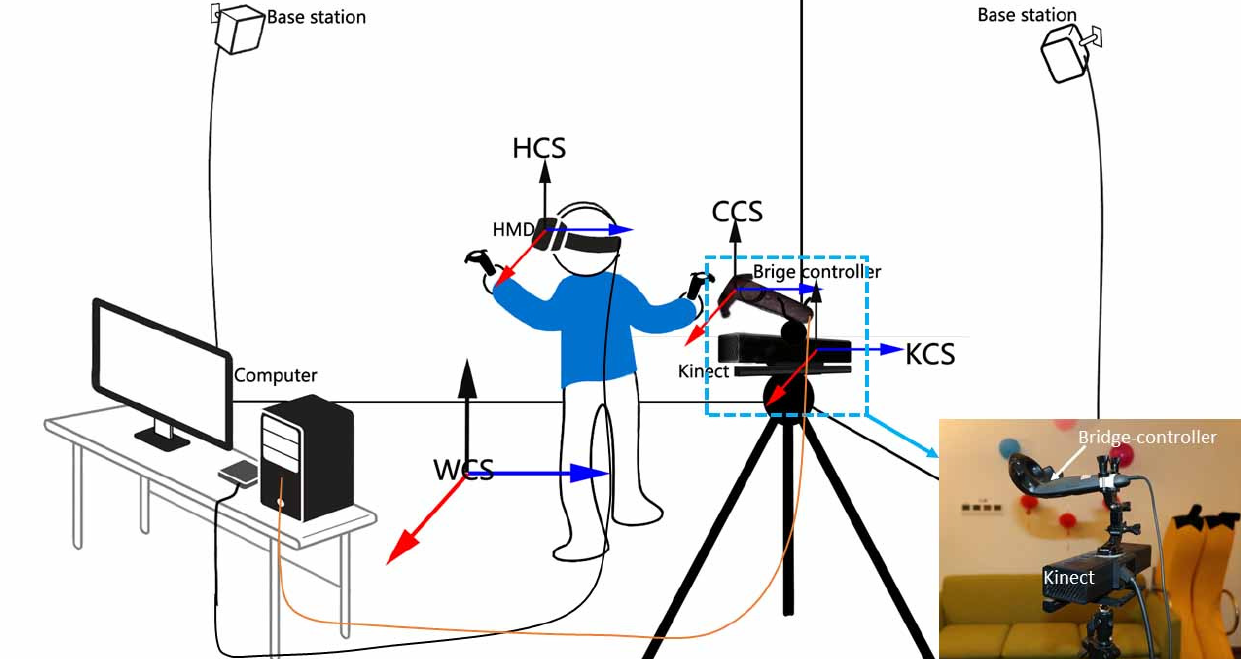 Base station
Base station
HCS
HMD
CCS
Brige controller
Kinect
KCS
Computer
WCS
Bridge-controller
Kinect